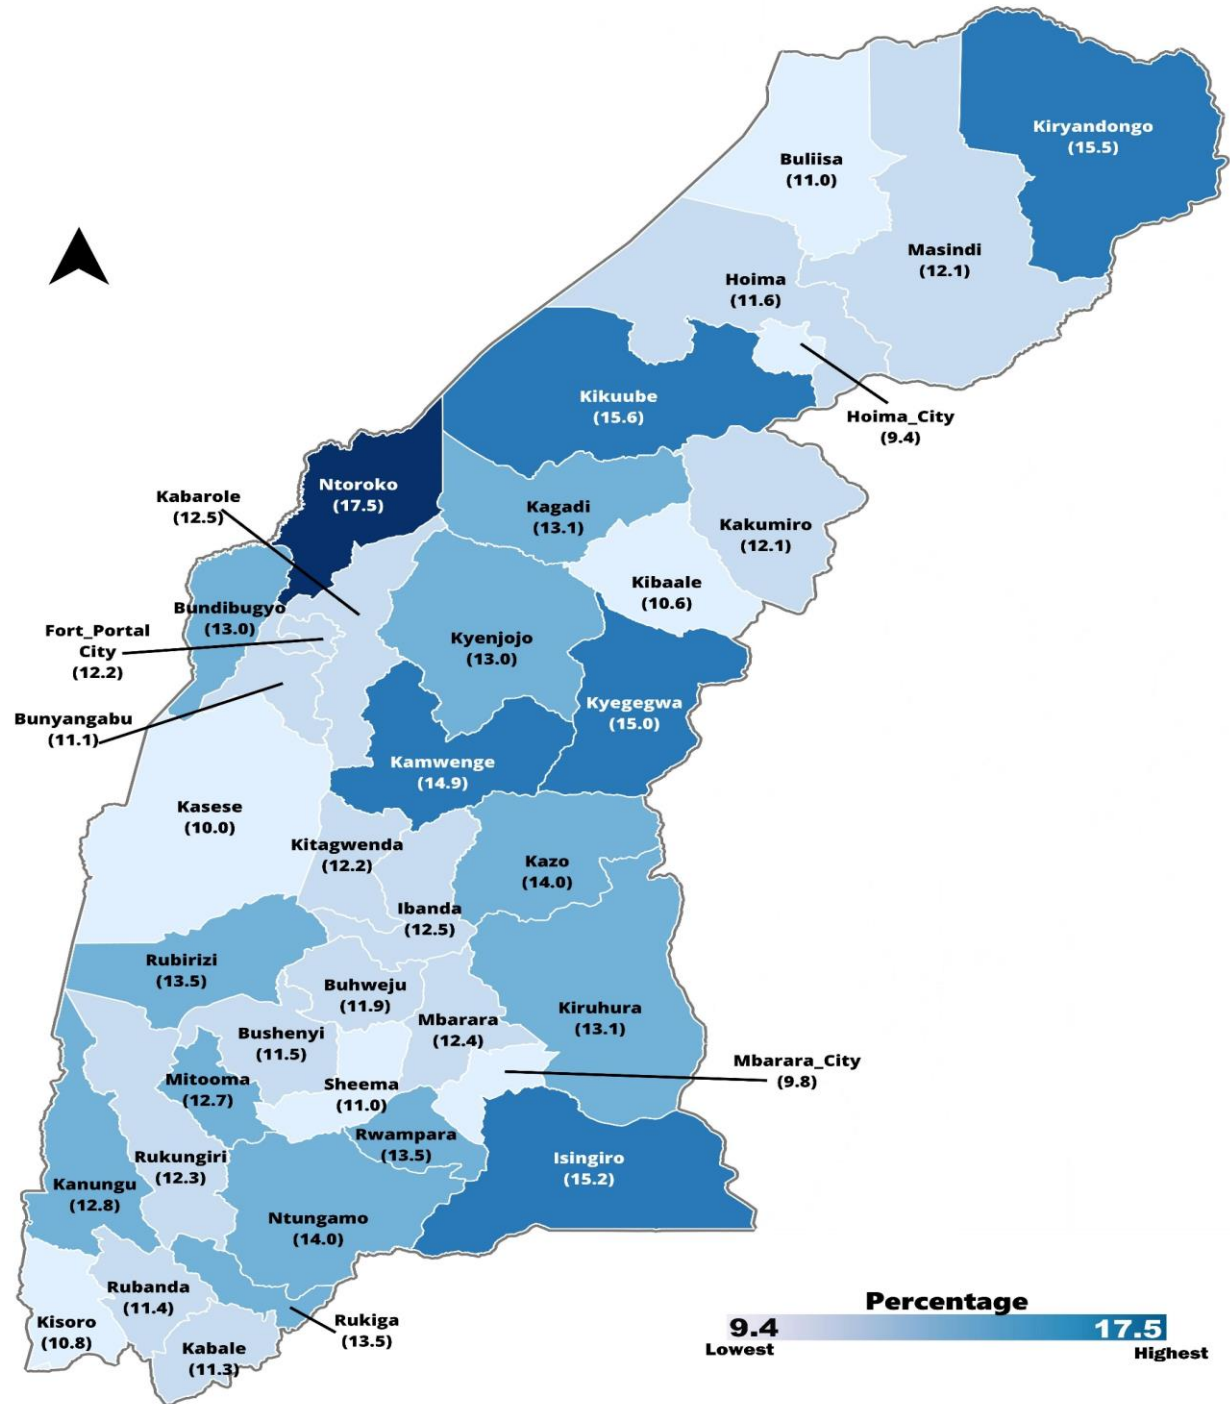 Kiryandongo
(15.5)
Buliisa
(11.0)
Masindi
(12.1)
Hoima
(11.6)
Kikuube
(15.6)
Hoima_City
(9.4)
Ntoroko
(17.5)
Kabarole
(12.5)
Kagadi
(13.1)
Kakumiro
(12.1)
Kibaale
(10.6)
Bundibugyo
(13.0)
Fort_Portal
City
(12.2)
Kyenjojo
(13.0)
Bunyangabu
(11.1)
Kyegegwa
(15.0)
Kamwenge
(14.9)
Kasese
(10.0)
Kitagwenda
(12.2)
Kazo
(14.0)
Ibanda
(12.5)
Rubirizi
(13.5)
Buhweju
(11.9)
Kiruhura
(13.1)
Mbarara
(12.4)
Bushenyi
(11.5)
Mbarara_City
(9.8)
Mitooma
(12.7)
Sheema
(11.0)
Rwampara
(13.5)
Rukungiri
(12.3)
Isingiro
(15.2)
Kanungu
(12.8)
Ntungamo
(14.0)
Rubanda
(11.4)
Kisoro
(10.8)
Rukiga
(13.5)
Kabale
(11.3)
Percentage
9.4 17.5
Lowest Highest